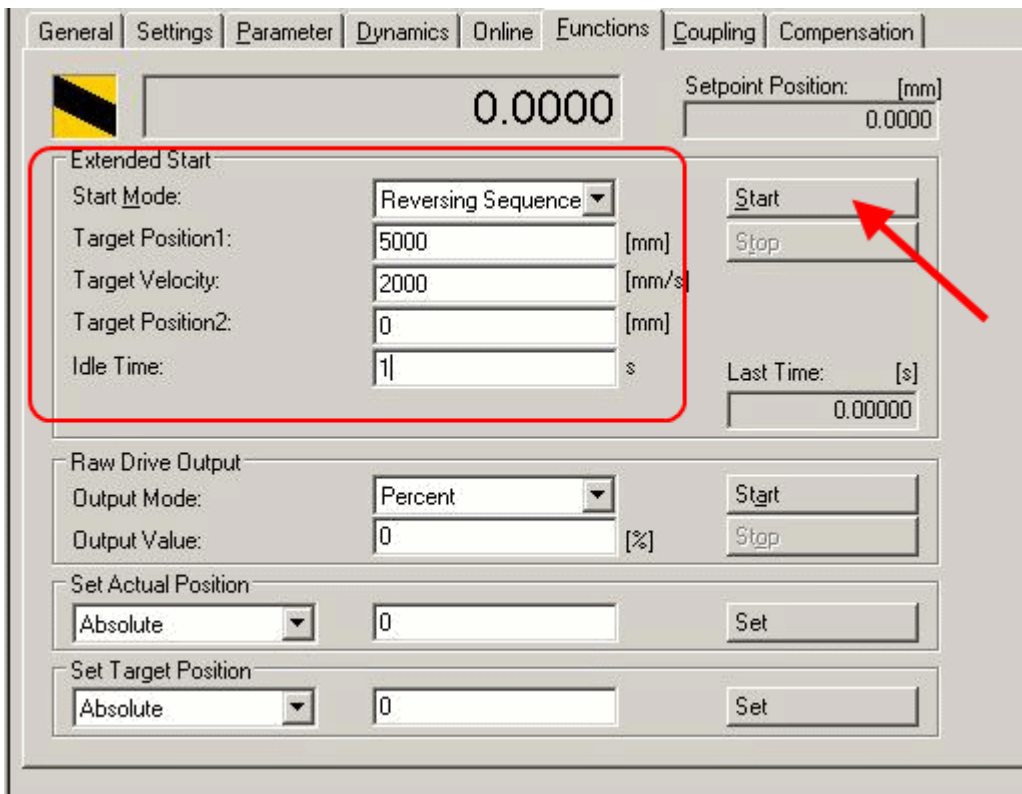 General Settings Parameter Dynamics Online Functions Coupling Compensation
0.0000
Setpoint Position: [mm]
0.0000
Extended Start
Start Mode: Reversing Sequence Start
Target Position1: 5000 [mm] Stop
Target Velocity: 2000 [mm/s]
Target Position2: 0 [mm]
Idle Time: 1 s
Last Time: [s]
0.00000
Raw Drive Output
Output Mode: Percent Start
Output Value: 0 [%] Stop
Set Actual Position
Absolute 0 Set
Set Target Position
Absolute 0 Set